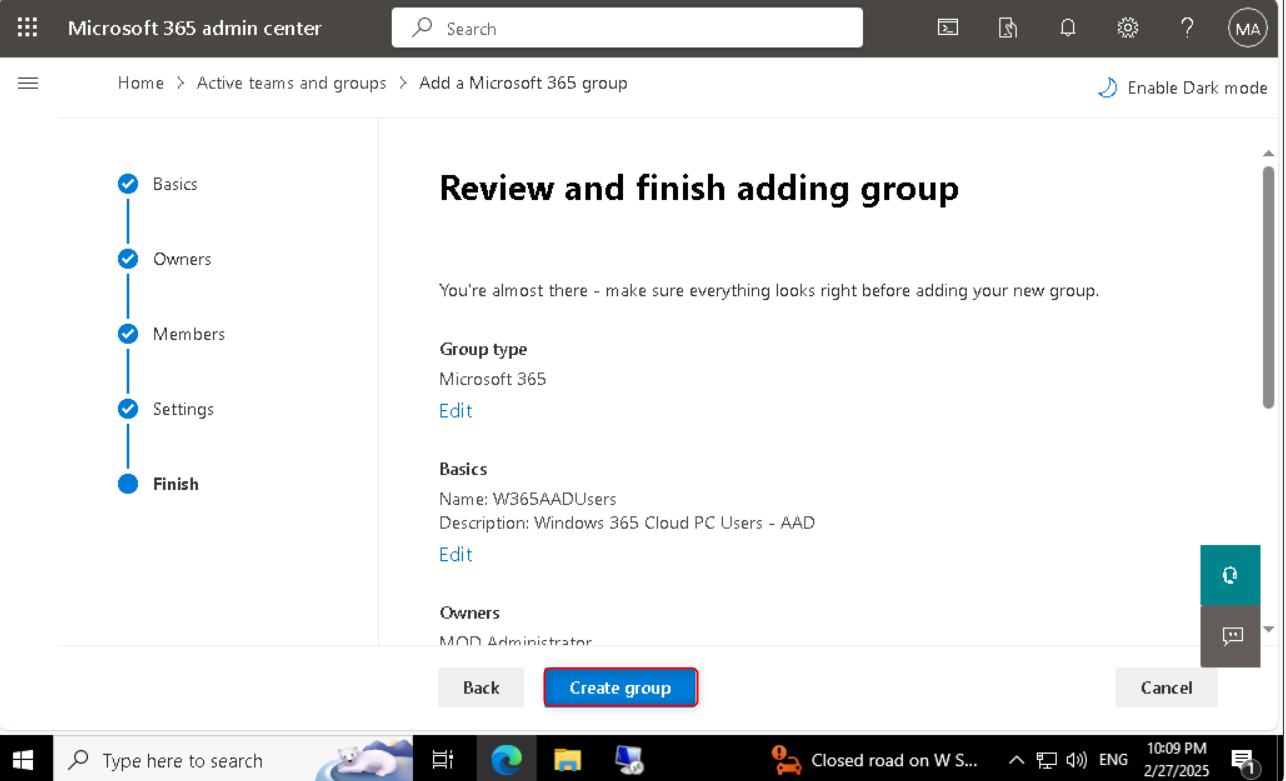 Microsoft 365 admin center
Search
MA
Home > Active teams and groups > Add a Microsoft 365 group
Enable Dark mode
Basics
Owners
Members
Settings
Finish
Review and finish adding group
You're almost there - make sure everything looks right before adding your new group.
Group type
Microsoft 365
Edit
Basics
Name: W365AADUsers
Description: Windows 365 Cloud PC Users - AAD
Edit
Owners
MOD Administrator
Back
Create group
Cancel
Type here to search
Closed road on W S...
ENG
10:09 PM
2/27/2025
1